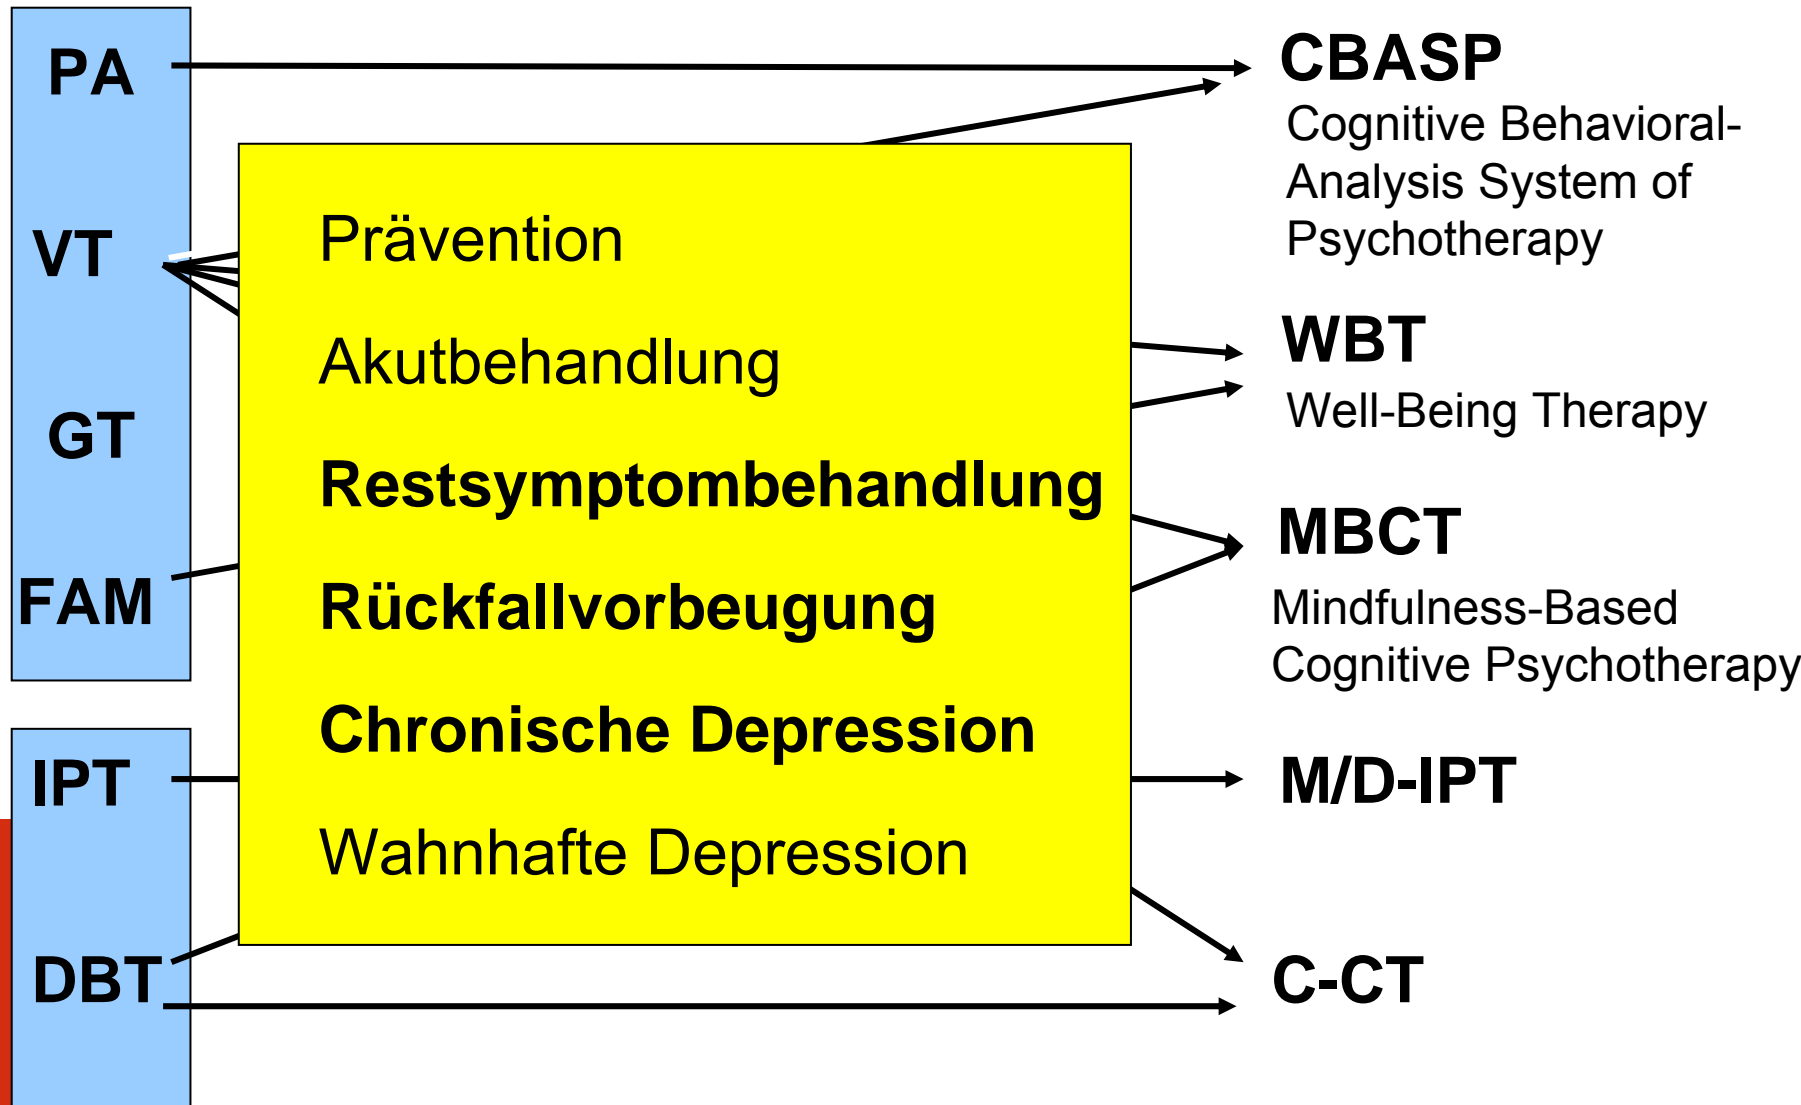 PA
VT
GT
FAM
IPT
DBT
Prävention
Akutbehandlung
Restsymptombehandlung
Rückfallvorbeugung
Chronische Depression
Wahnhafte Depression
CBASP
Cognitive Behavioral-
Analysis System of
Psychotherapy
WBT
Well-Being Therapy
MBCT
Mindfulness-Based
Cognitive Psychotherapy
M/D-IPT
C-CT